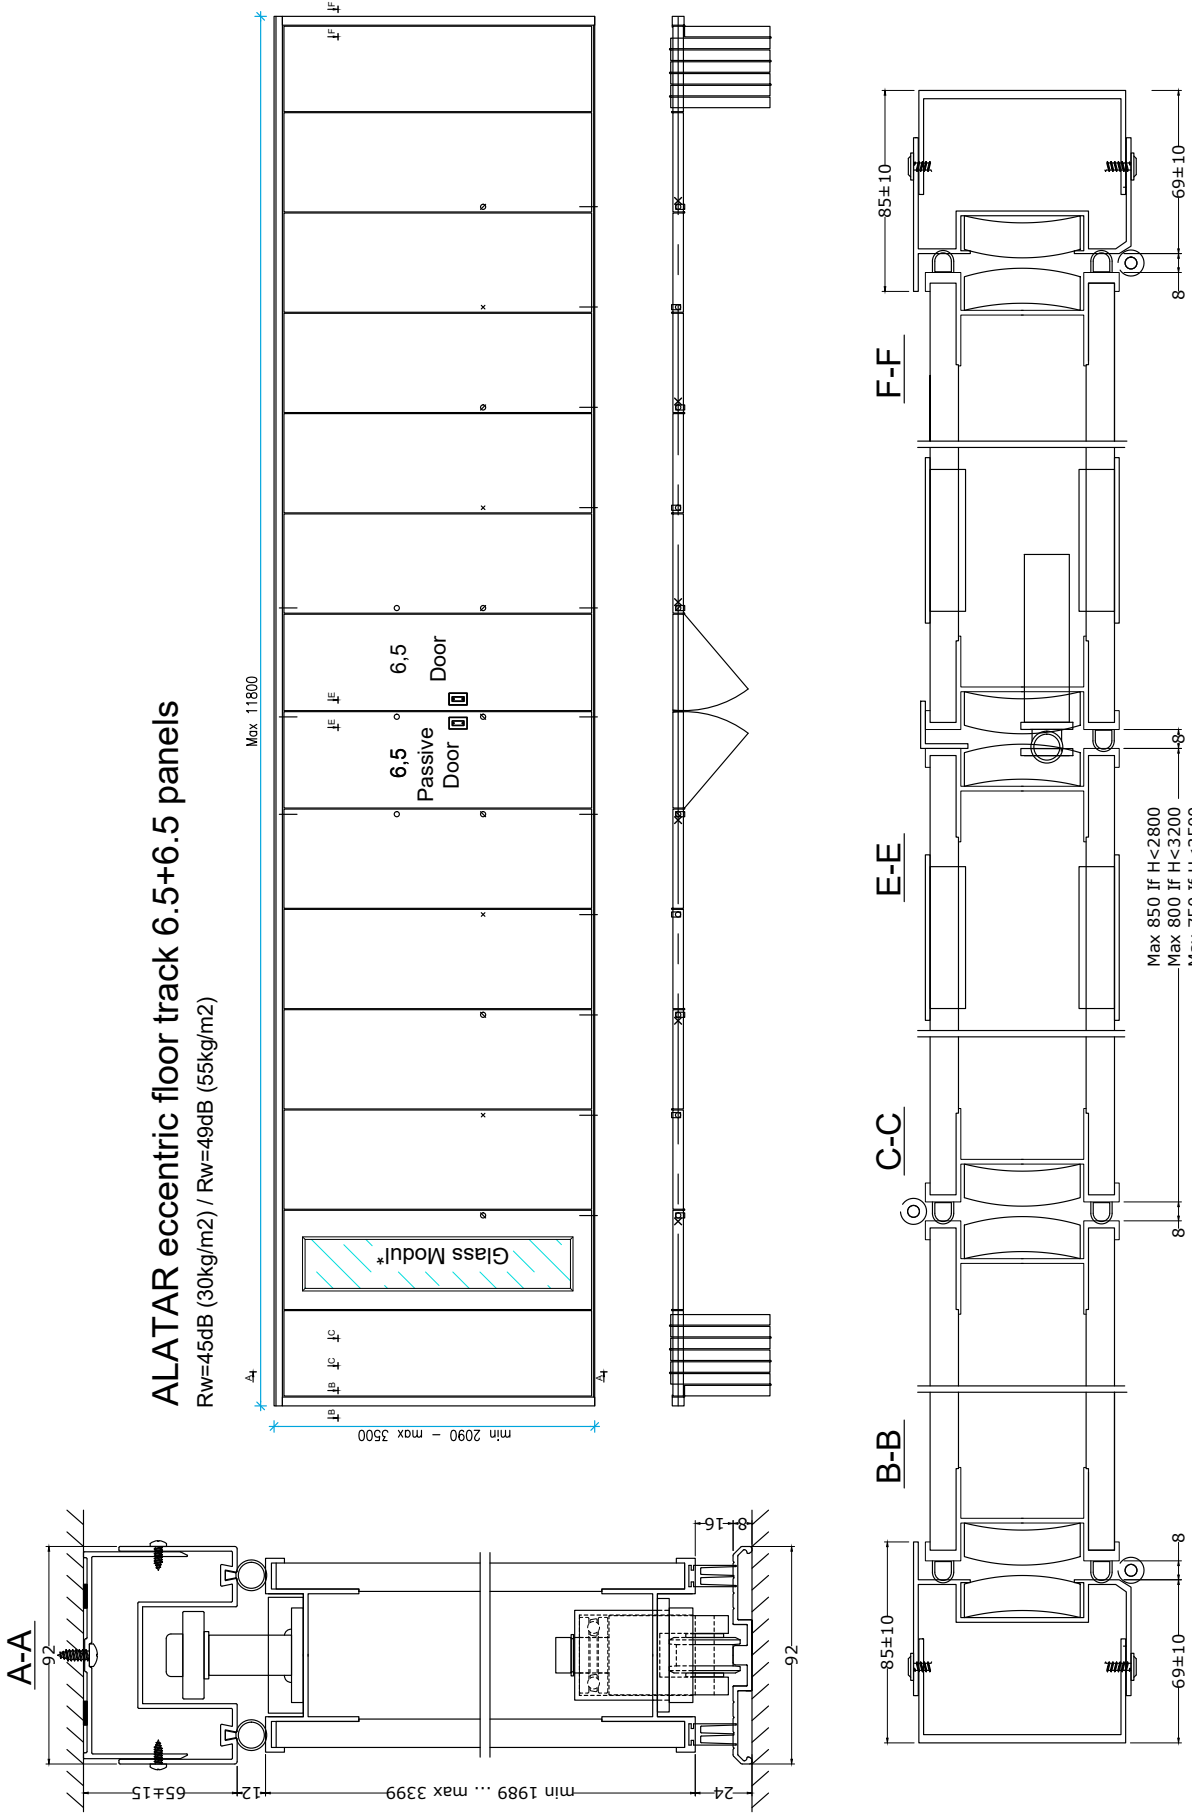 ALATAR eccentric floor track 6.5+6.5 panels
Rw=45dB (30kg/m2) / Rw=49dB (55kg/m2)
A-A
92
65±15
12
min 1989 ... max 3399
24
16
8
92
Max 11800
min 2090 - max 3500
B
B
C
C
A
A
E
E
F
F
Glass Modul*
6,5
Passive
Door
6,5
Door
B-B
85±10
69±10
8
C-C
8
E-E
8
Max 850 If H<2800
Max 800 If H<3200
F-F
85±10
69±10
8